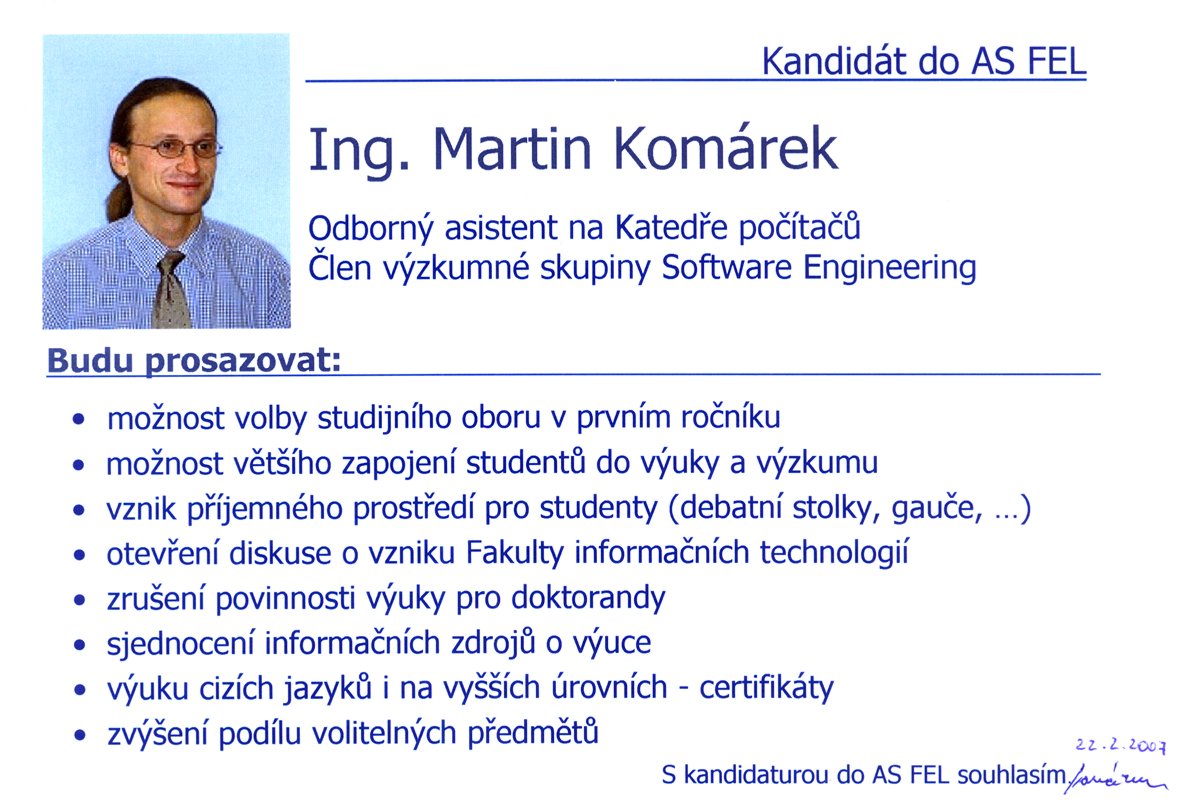 Kandidát do AS FEL
Ing. Martin Komárek
Odborný asistent na Katedře počítačů
Člen výzkumné skupiny Software Engineering
Budu prosazovat:
• možnost volby studijního oboru v prvním ročníku
• možnost většího zapojení studentů do výuky a výzkumu
• vznik příjemného prostředí pro studenty (debatní stolky, gauče, ...)
• otevření diskuse o vzniku Fakulty informačních technologií
• zrušení povinnosti výuky pro doktorandy
• sjednocení informačních zdrojů o výuce
• výuku cizích jazyků i na vyšších úrovních - certifikáty
• zvýšení podílu volitelných předmětů
22.2.2007
S kandidaturou do AS FEL souhlasím